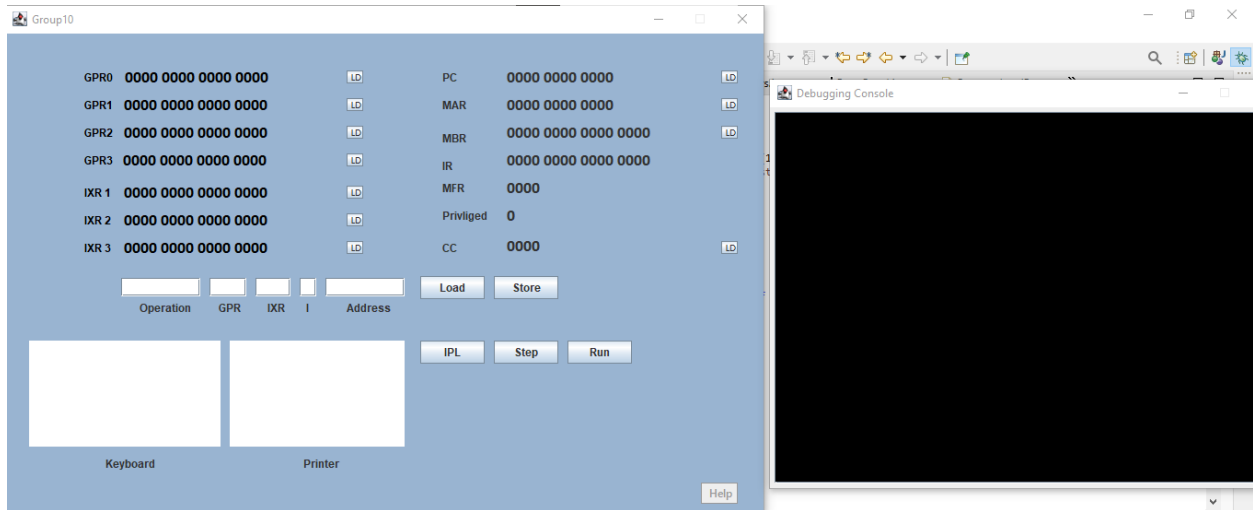 Group10
GPR0 0000 0000 0000 0000 LD PC 0000 0000 0000 LD
GPR1 0000 0000 0000 0000 LD MAR 0000 0000 0000 LD
GPR2 0000 0000 0000 0000 LD MBR 0000 0000 0000 0000 LD
GPR3 0000 0000 0000 0000 LD IR 0000 0000 0000 0000
IXR 1 0000 0000 0000 0000 LD MFR 0000
IXR 2 0000 0000 0000 0000 LD Privliged 0
IXR 3 0000 0000 0000 0000 LD CC 0000 LD
Load Store
Operation GPR IXR I Address
IPL Step Run
Keyboard Printer
Help
Debugging Console